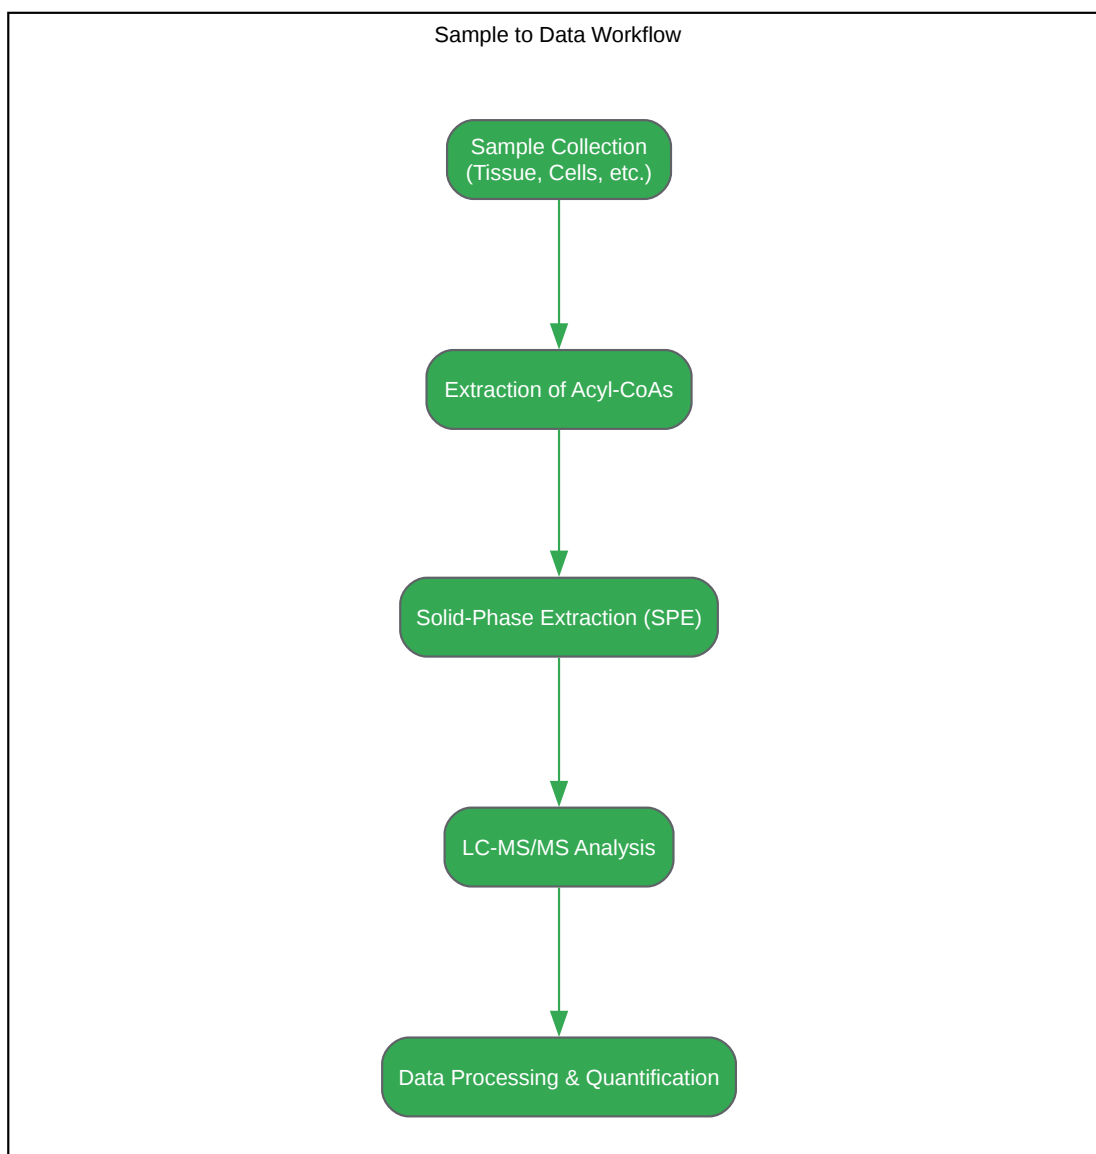 Sample to Data Workflow
Sample Collection
(Tissue, Cells, etc.)
Extraction of Acyl-CoAs
Solid-Phase Extraction (SPE)
LC-MS/MS Analysis
Data Processing & Quantification